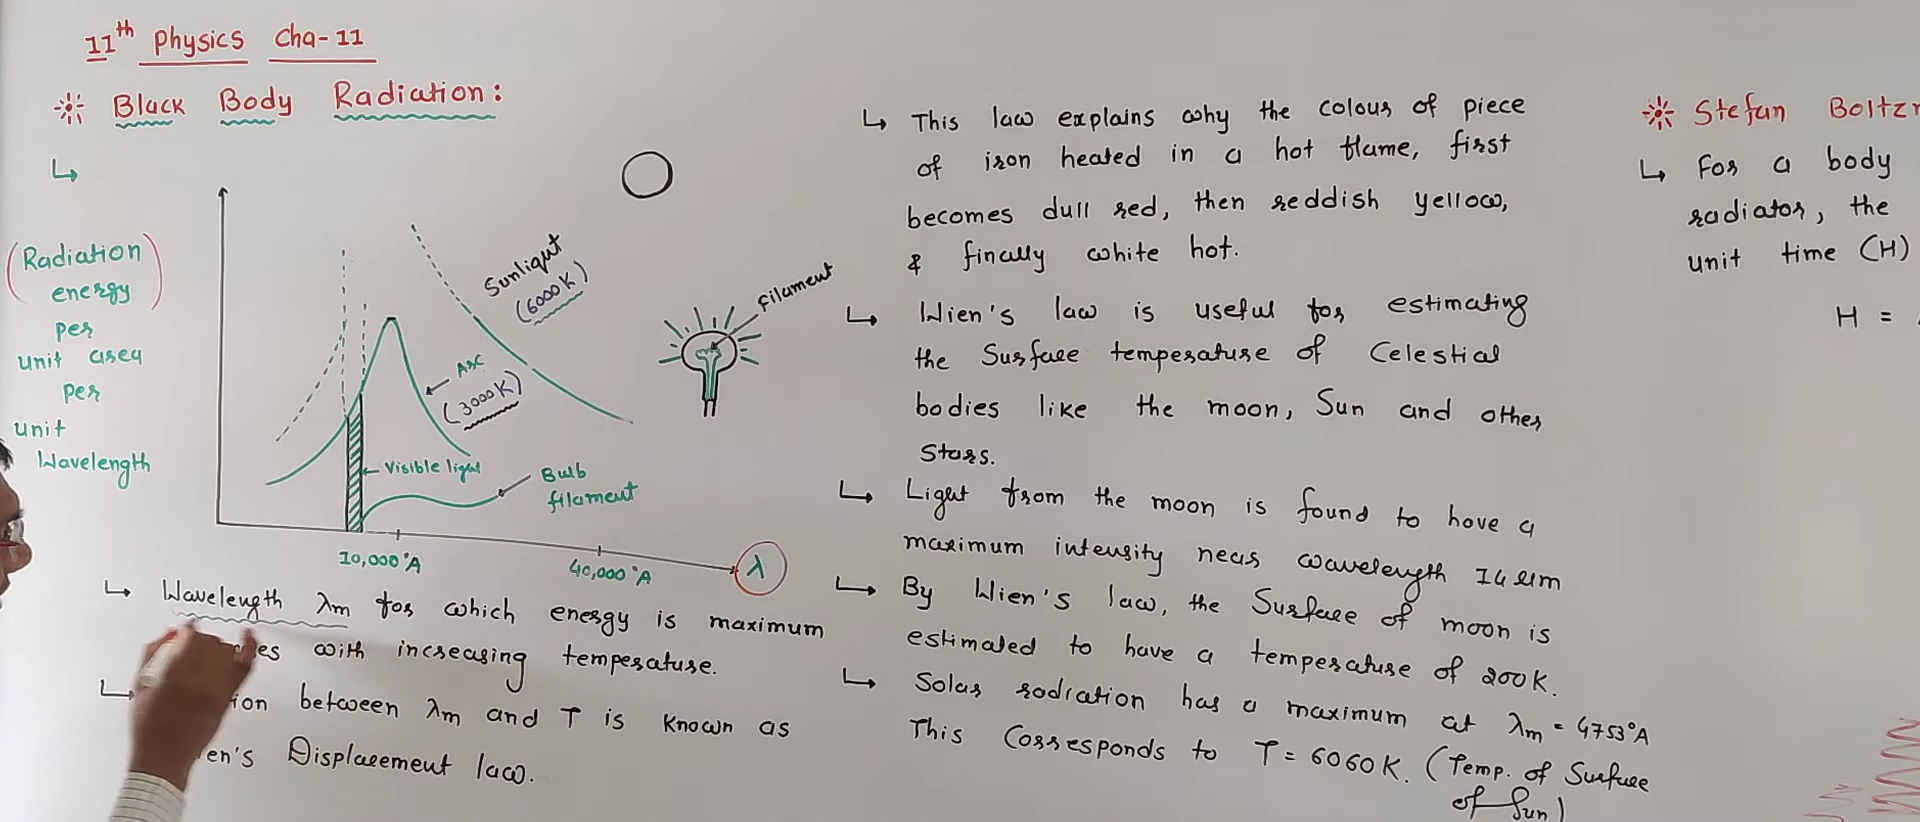 11th Physics Cha-11
Black Body Radiation:
(Radiation
energy)
per
unit area
per
unit
Wavelength
Sunlight
(6000K)
Filament
Arc
(3000K)
Visible light
Bulb
filament
10,000°A
40,000°A
λ
Wavelength λm for which energy is maximum
with increasing temperature.
between λm and T is known as
Displacement law.
This law explains why the colour of piece
of iron heated in a hot flame, first
becomes dull red, then reddish yellow,
& finally white hot.
Wien's law is useful for estimating
the Surface temperature of Celestial
bodies like the moon, Sun and other
Stars.
Light from the moon is found to have a
maximum intensity near wavelength 14 μm
By Wien's law, the Surface of moon is
estimated to have a temperature of 200K.
Solar radiation has a maximum at λm = 4753°A
This Corresponds to T = 6060K. (Temp. of Surface
of Sun)
Stefan
For a body
radiator, the
unit time (H)
H =